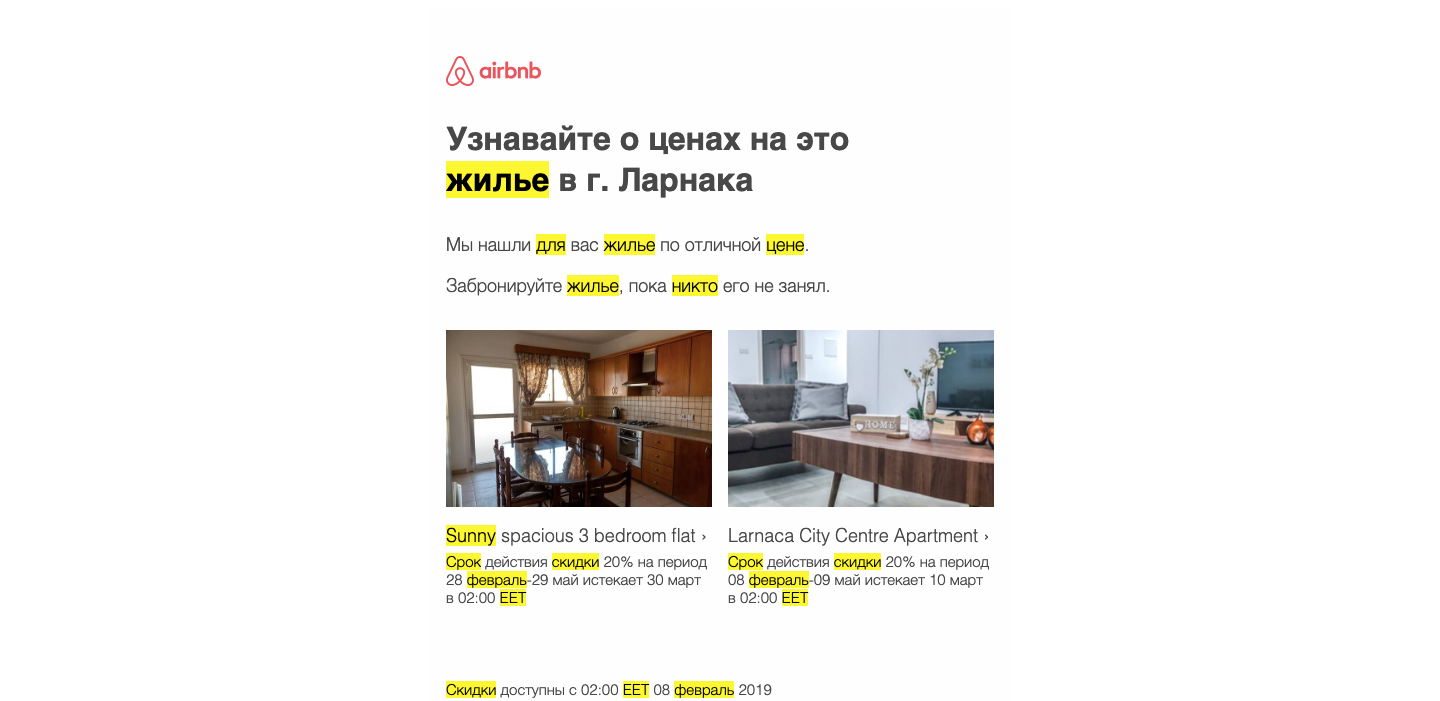 airbnb
Узнавайте о ценах на это
жилье в г. Ларнака
Мы нашли для вас жилье по отличной цене.
Забронируйте жилье, пока никто его не занял.
HOME
Sunny spacious 3 bedroom flat ›
Срок действия скидки 20% на период
28 февраль-29 май истекает 30 март
в 02:00 EET
Larnaca City Centre Apartment ›
Срок действия скидки 20% на период
08 февраль-09 май истекает 10 март
в 02:00 EET
Скидки доступны с 02:00 EET 08 февраль 2019